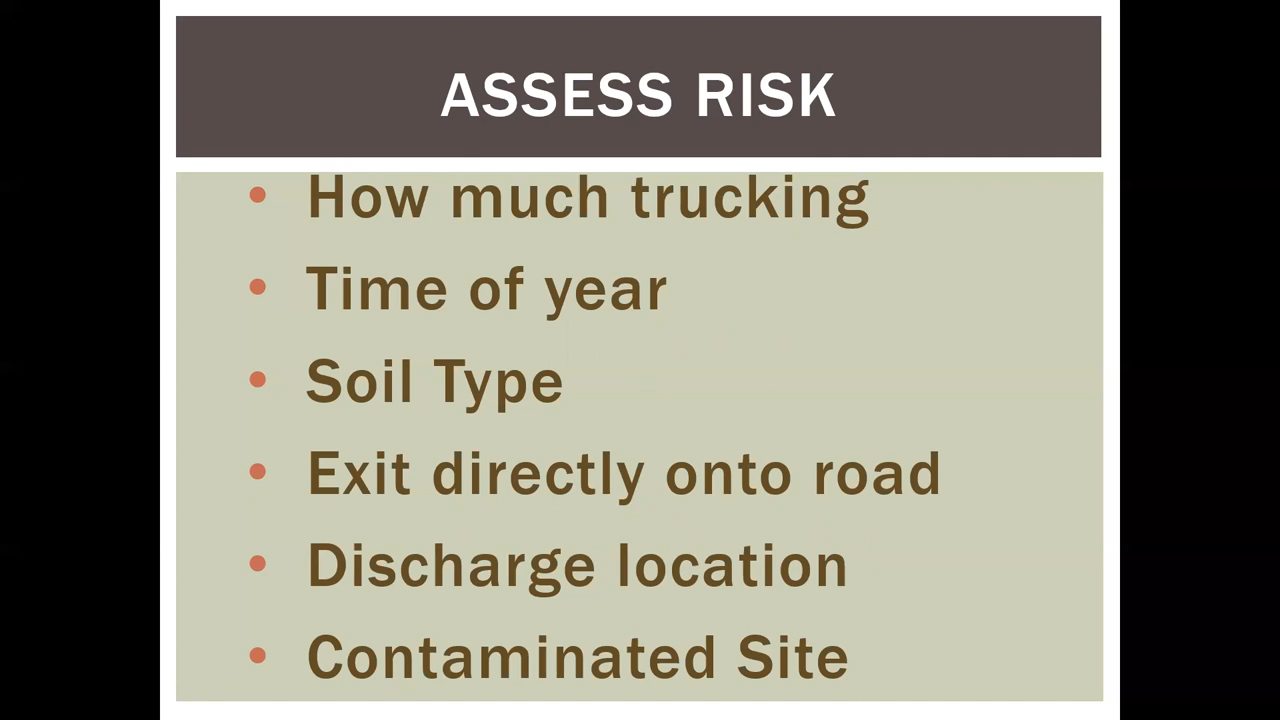 ASSESS RISK
• How much trucking
• Time of year
• Soil Type
• Exit directly onto road
• Discharge location
• Contaminated Site